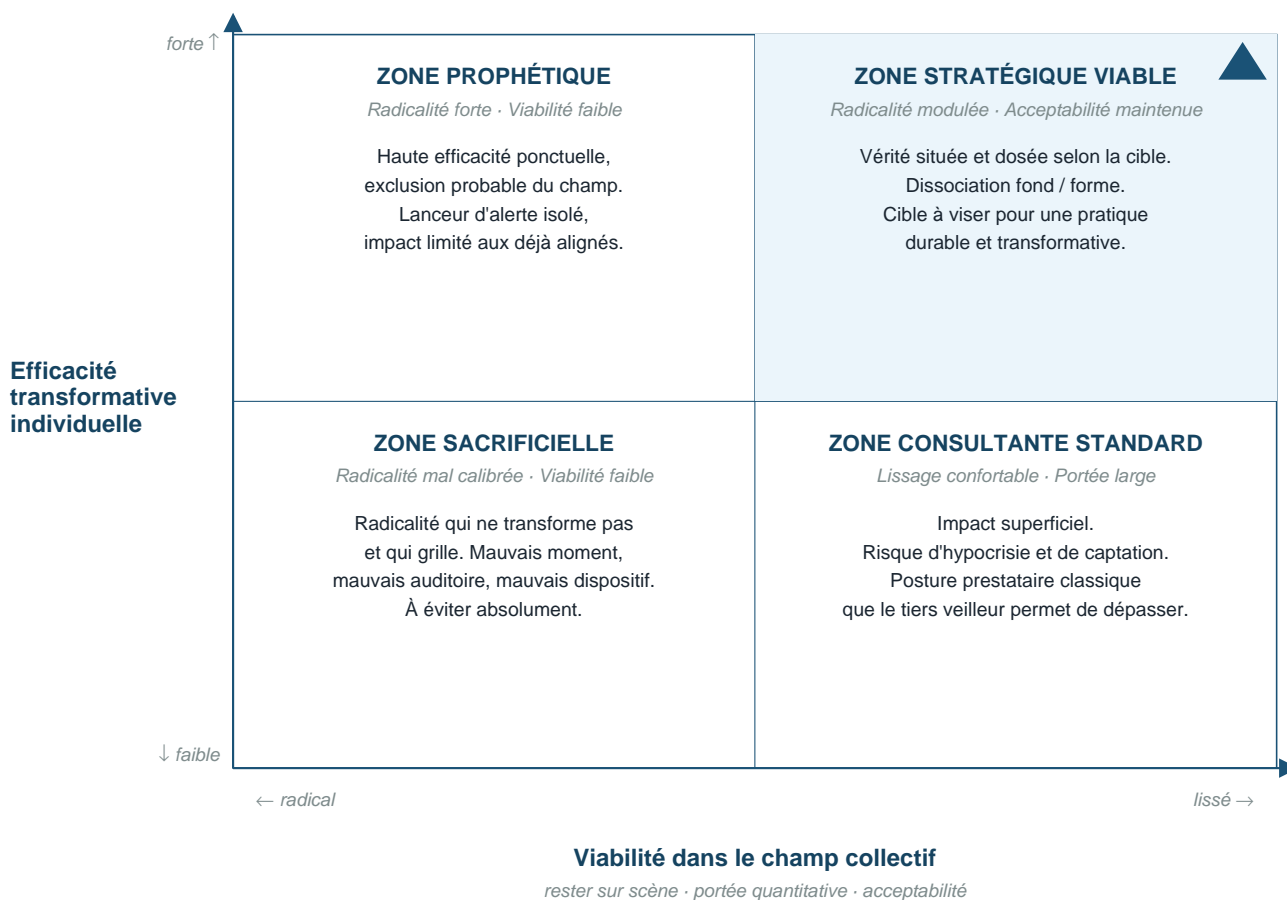 forte ↑
ZONE PROPHÉTIQUE
Radicalité forte · Viabilité faible
Haute efficacité ponctuelle,
exclusion probable du champ.
Lanceur d'alerte isolé,
impact limité aux déjà alignés.
ZONE STRATÉGIQUE VIABLE
Radicalité modulée · Acceptabilité maintenue
Vérité située et dosée selon la cible.
Dissociation fond / forme.
Cible à viser pour une pratique
durable et transformative.
Efficacité
transformative
individuelle
ZONE SACRIFICIELLE
Radicalité mal calibrée · Viabilité faible
Radicalité qui ne transforme pas
et qui grille. Mauvais moment,
mauvais auditoire, mauvais dispositif.
À éviter absolument.
ZONE CONSULTANTE STANDARD
Lissage confortable · Portée large
Impact superficiel.
Risque d'hypocrisie et de captation.
Posture prestataire classique
que le tiers veilleur permet de dépasser.
↓ faible
← radical
lissé →
Viabilité dans le champ collectif
rester sur scène · portée quantitative · acceptabilité